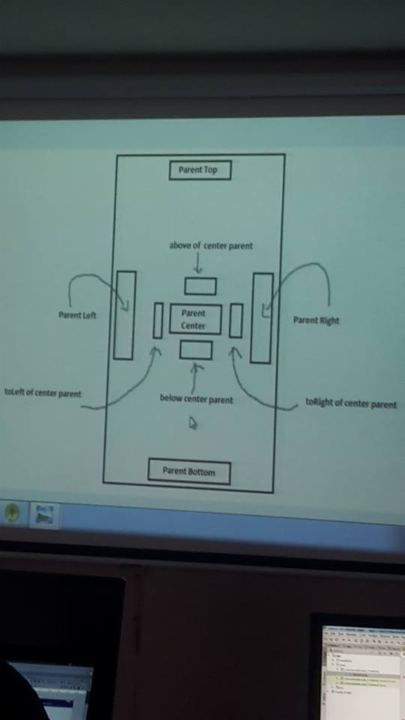 Parent Top
above of center parent
Parent Left
Parent
Center
Parent Right
toLeft of center parent
below center parent
toRight of center parent
Parent Bottom